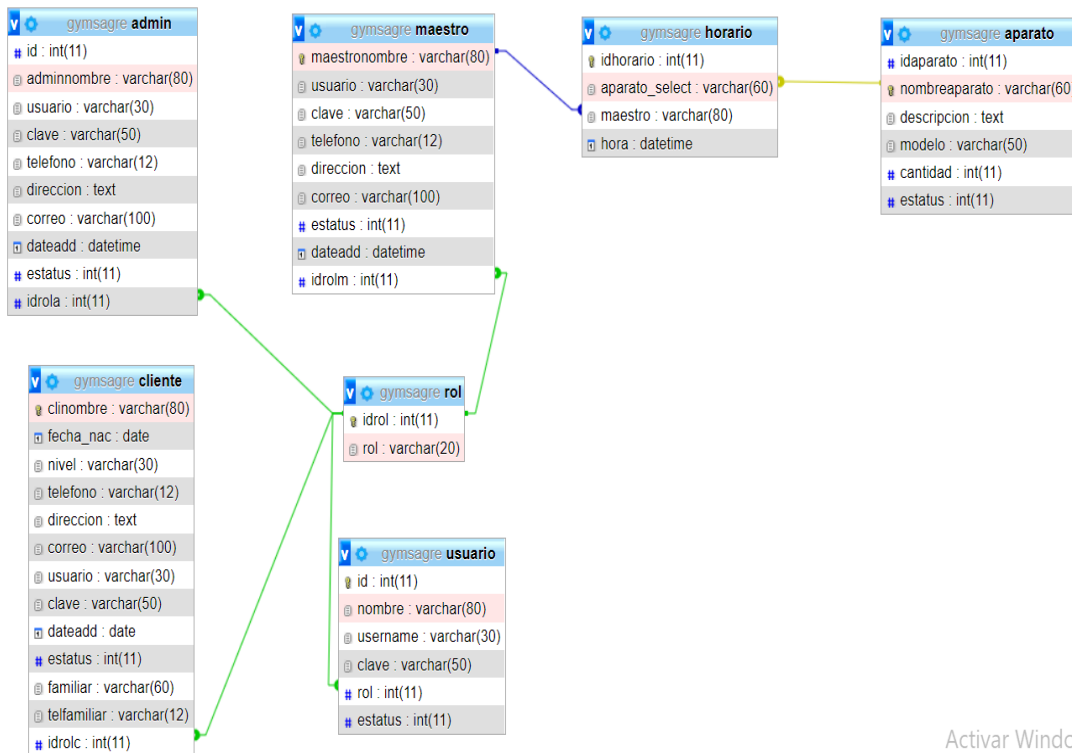 gymsagre admin
id : int(11)
adminnombre : varchar(80)
usuario : varchar(30)
clave : varchar(50)
telefono : varchar(12)
direccion : text
correo : varchar(100)
dateadd : datetime
estatus : int(11)
idrola : int(11)
gymsagre maestro
maestronombre : varchar(80)
usuario : varchar(30)
clave : varchar(50)
telefono : varchar(12)
direccion : text
correo : varchar(100)
estatus : int(11)
dateadd : datetime
idrolm : int(11)
gymsagre horario
idhorario : int(11)
aparato_select : varchar(60)
maestro : varchar(80)
hora : datetime
gymsagre aparato
idaparato : int(11)
nombreaparato : varchar(60)
descripcion : text
modelo : varchar(50)
cantidad : int(11)
estatus : int(11)
gymsagre cliente
clinombre : varchar(80)
fecha_nac : date
nivel : varchar(30)
telefono : varchar(12)
direccion : text
correo : varchar(100)
usuario : varchar(30)
clave : varchar(50)
dateadd : date
estatus : int(11)
familiar : varchar(60)
telfamiliar : varchar(12)
idrolc : int(11)
gymsagre rol
idrol : int(11)
rol : varchar(20)
gymsagre usuario
id : int(11)
nombre : varchar(80)
username : varchar(30)
clave : varchar(50)
rol : int(11)
estatus : int(11)
Activar Windo